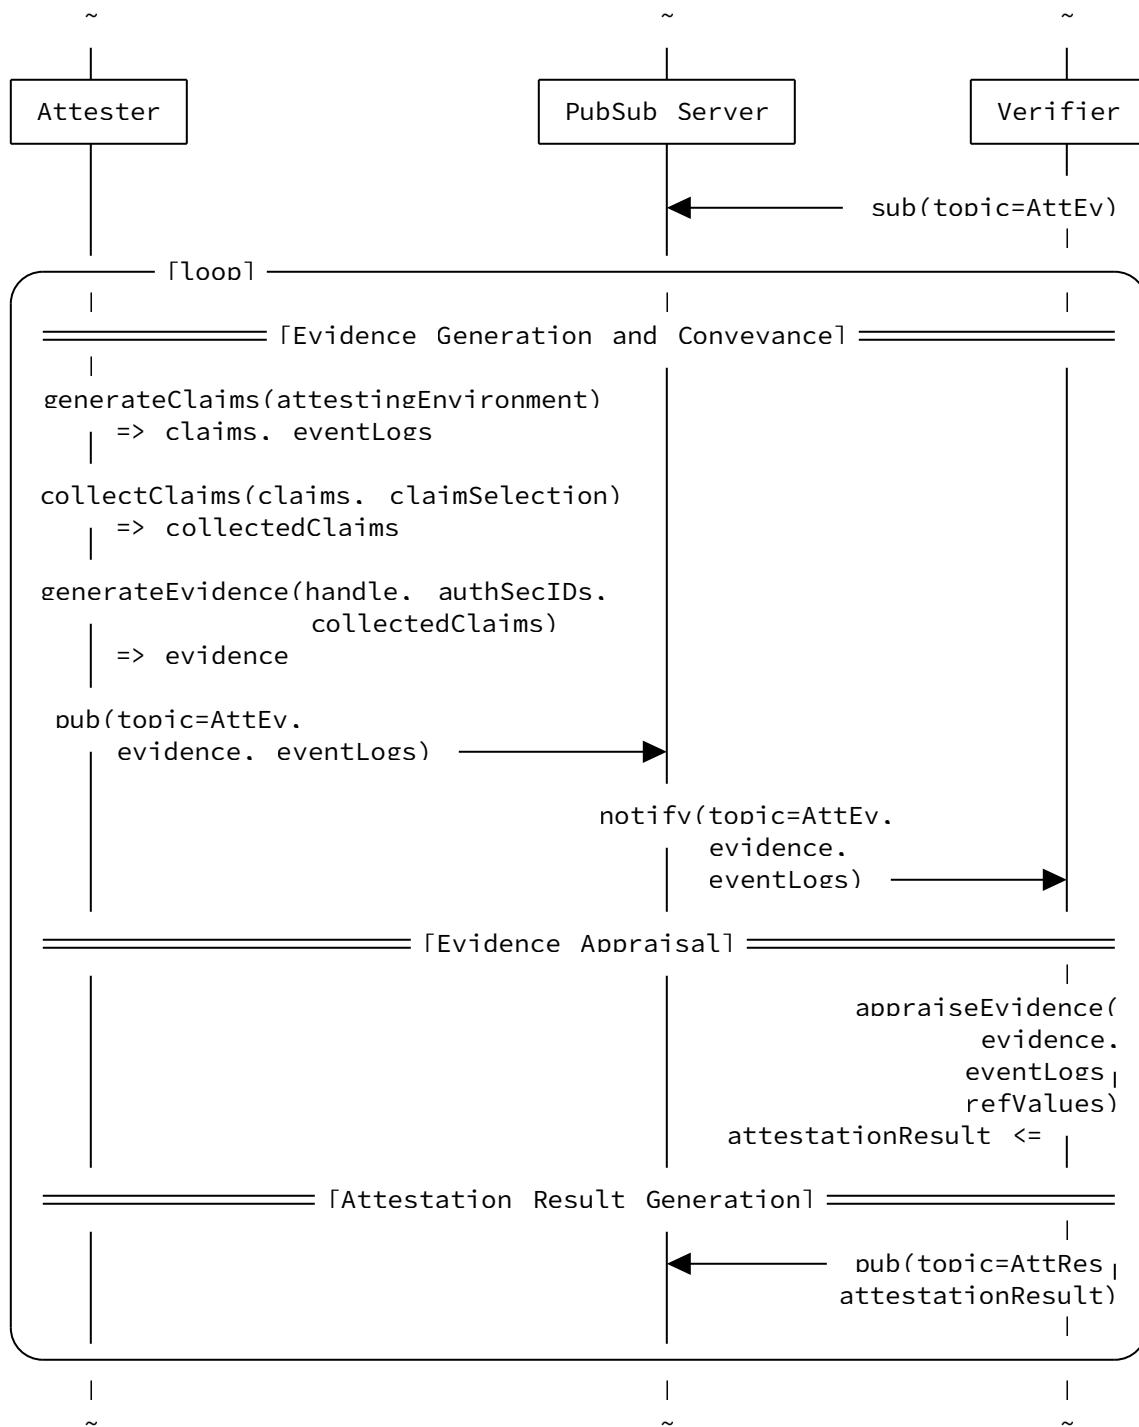 ~ ~ ~
Attester PubSub Server Verifier
sub(topic=AttEv)
[loop]
[Evidence Generation and Conveyance]
generateClaims(attestingEnvironment)
=> claims, eventLogs
collectClaims(claims, claimSelection)
=> collectedClaims
generateEvidence(handle, authSecIDs,
collectedClaims)
=> evidence
pub(topic=AttEv,
evidence, eventLogs)
notify(topic=AttEv,
evidence,
eventLogs)
[Evidence Appraisal]
appraiseEvidence(
evidence,
eventLogs,
refValues)
attestationResult <=
[Attestation Result Generation]
pub(topic=AttRes,
attestationResult)
~ ~ ~